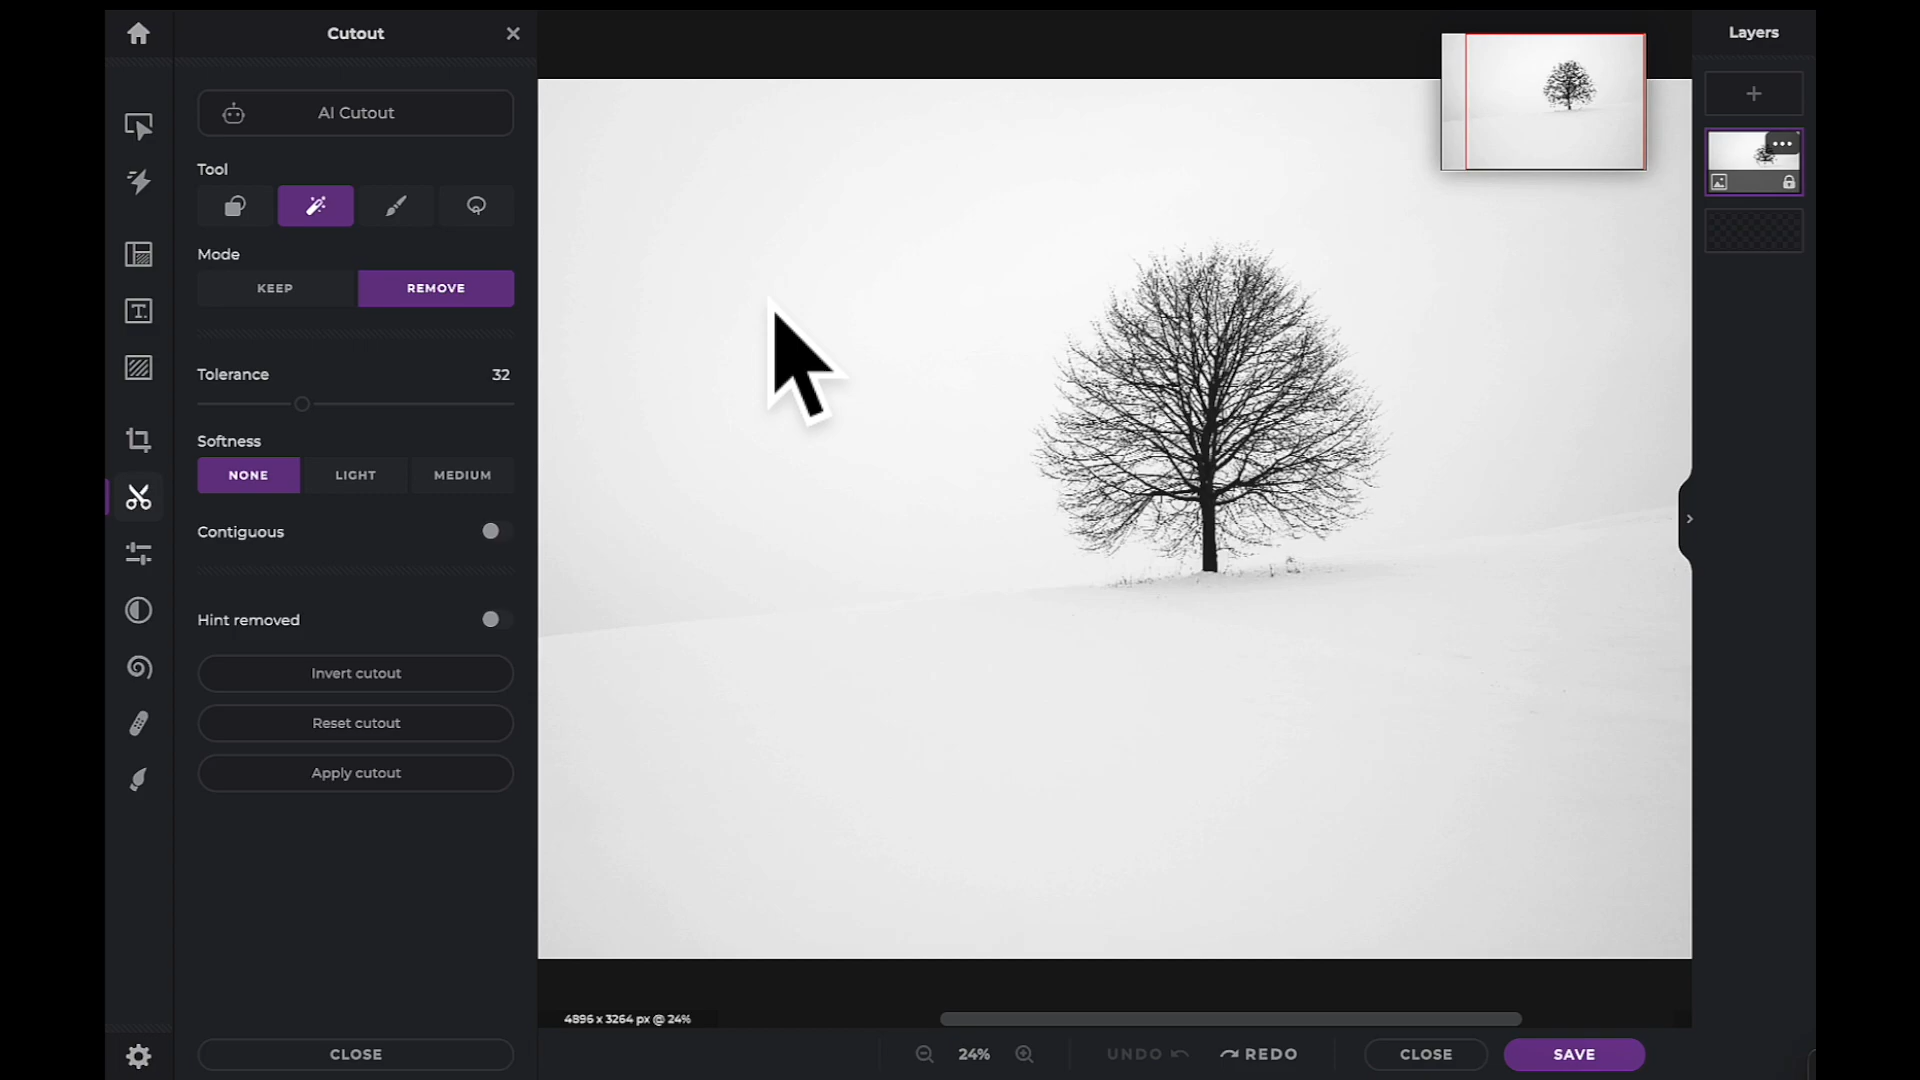 Cutout
Layers
AI Cutout
Tool
Mode
KEEP
REMOVE
Tolerance
32
Softness
NONE
LIGHT
MEDIUM
Contiguous
Hint removed
Invert cutout
Reset cutout
Apply cutout
4896 x 3264 px @ 24%
CLOSE
24%
UNDO
REDO
CLOSE
SAVE